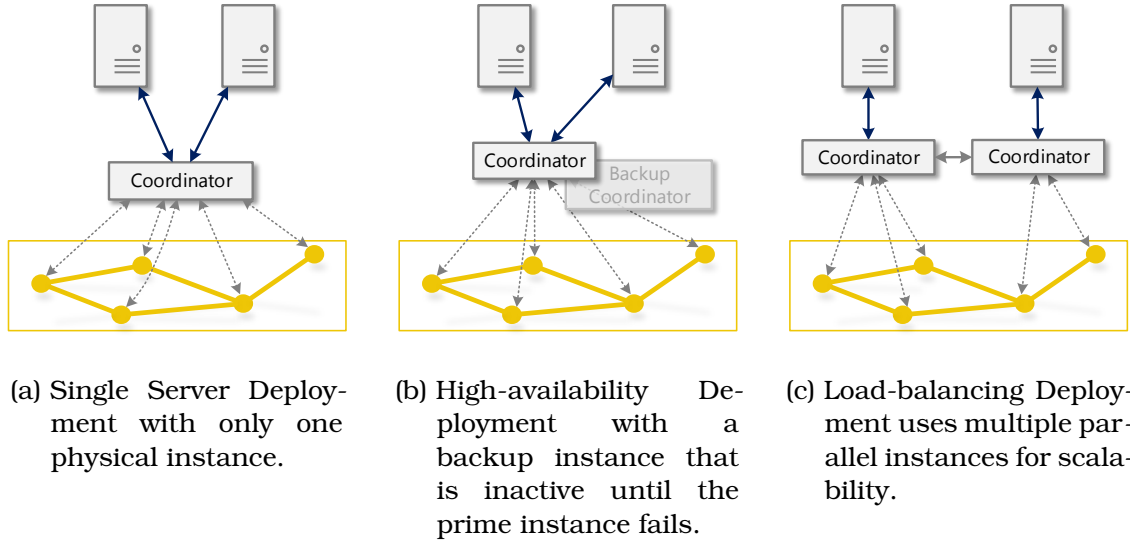 Coordinator
Coordinator
Backup
Coordinator
Coordinator
Coordinator
(a) Single Server Deploy-
ment with only one
physical instance.
(b) High-availability De-
ployment with a
backup instance that
is inactive until the
prime instance fails.
(c) Load-balancing Deploy-
ment uses multiple par-
allel instances for scala-
bility.